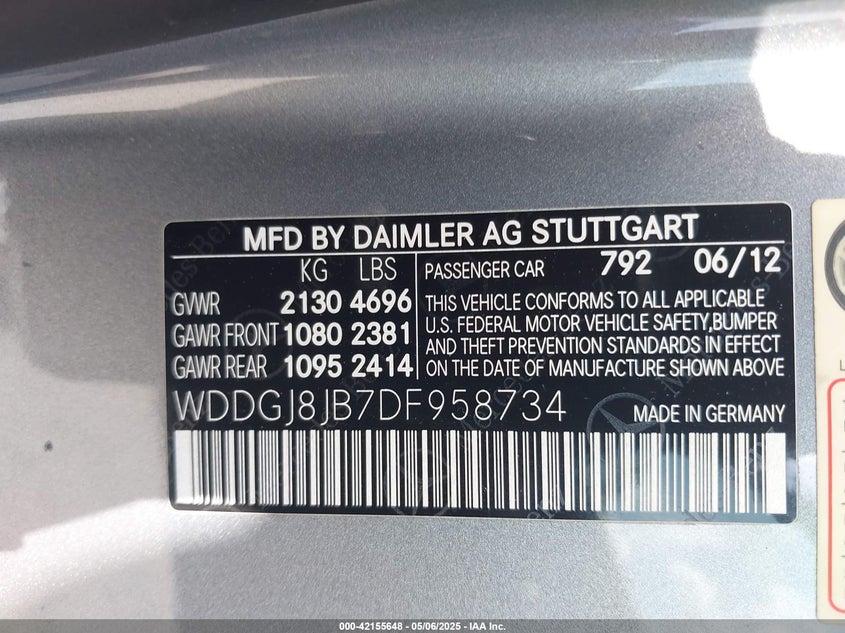 MFD BY DAIMLER AG STUTTGART
KG LBS
GVWR 2130 4696
GAWR FRONT 1080 2381
GAWR REAR 1095 2414
PASSENGER CAR 792 06/12
THIS VEHICLE CONFORMS TO ALL APPLICABLE
U.S. FEDERAL MOTOR VEHICLE SAFETY,BUMPER
AND THEFT PREVENTION STANDARDS IN EFFECT
ON THE DATE OF MANUFACTURE SHOWN ABOVE
WDDGJ8JB7DF958734
MADE IN GERMANY
000-42155648 - 05/06/2025 - IAA Inc.